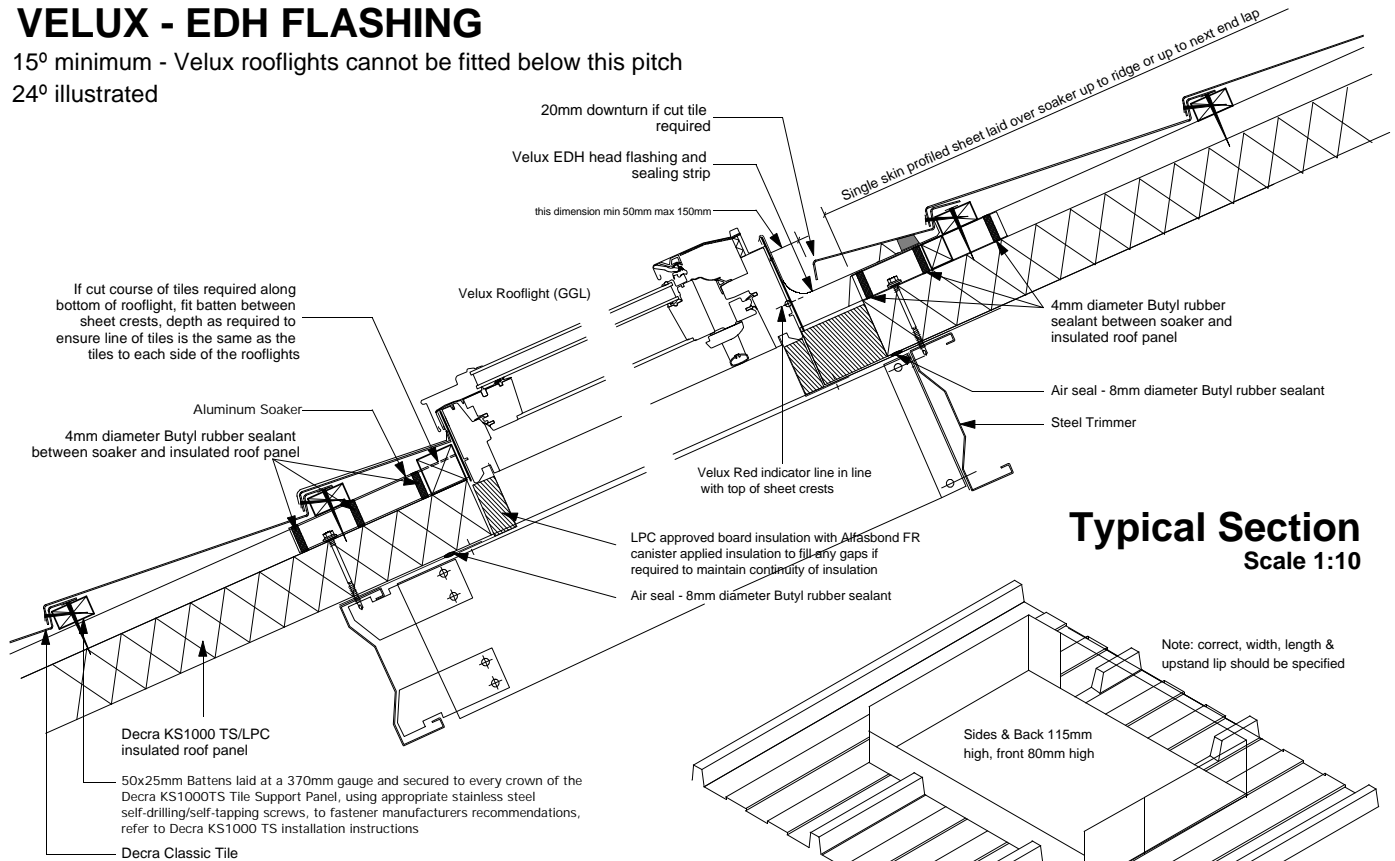 VELUX - EDH FLASHING
15º minimum - Velux rooflights cannot be fitted below this pitch
24º illustrated
20mm downturn if cut tile
required
Velux EDH head flashing and
sealing strip
this dimension min 50mm max 150mm
Single skin profiled sheet laid over soaker up to ridge or up to next end lap
Velux Rooflight (GGL)
If cut course of tiles required along
bottom of rooflight, fit batten between
sheet crests, depth as required to
ensure line of tiles is the same as the
tiles to each side of the rooflights
Aluminum Soaker
4mm diameter Butyl rubber sealant
between soaker and insulated roof panel
4mm diameter Butyl rubber
sealant between soaker and
insulated roof panel
Air seal - 8mm diameter Butyl rubber sealant
Steel Trimmer
Velux Red indicator line in line
with top of sheet crests
LPC approved board insulation with Alfasbond FR
canister applied insulation to fill any gaps if
required to maintain continuity of insulation
Air seal - 8mm diameter Butyl rubber sealant
Typical Section
Scale 1:10
Note: correct, width, length &
upstand lip should be specified
Sides & Back 115mm
high, front 80mm high
Decra KS1000 TS/LPC
insulated roof panel
50x25mm Battens laid at a 370mm gauge and secured to every crown of the
Decra KS1000TS Tile Support Panel, using appropriate stainless steel
self-drilling/self-tapping screws, to fastener manufacturers recommendations,
refer to Decra KS1000 TS installation instructions
Decra Classic Tile